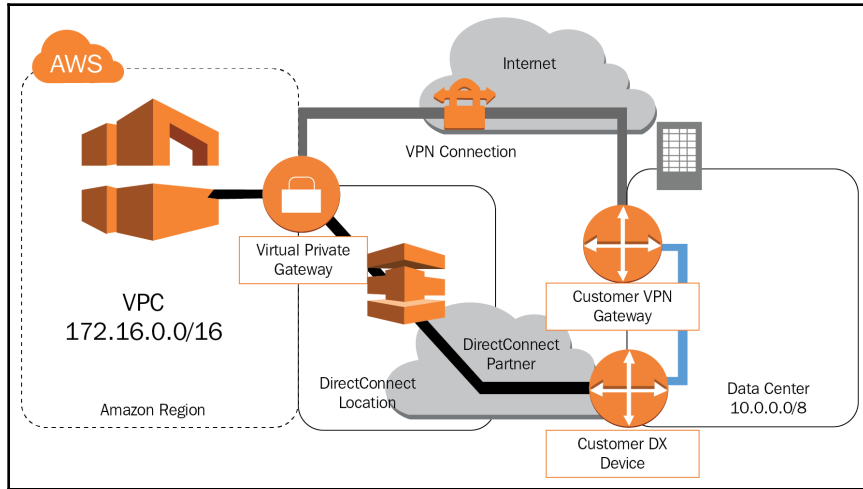 AWS
Internet
VPN Connection
Virtual Private
Gateway
VPC
172.16.0.0/16
Amazon Region
DirectConnect
Location
DirectConnect
Partner
Customer VPN
Gateway
Customer DX
Device
Data Center
10.0.0.0/8